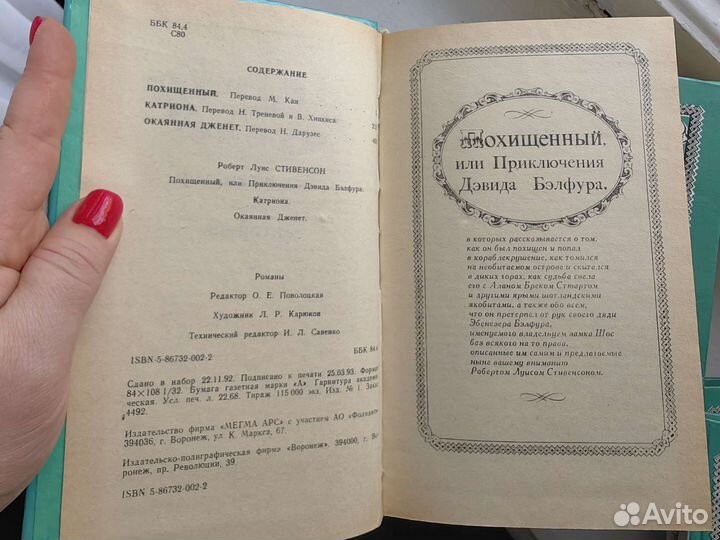 ББК 84,4
С80
СОДЕРЖАНИЕ
ПОХИЩЕННЫЙ. Перевод М. Кан
КАТРИОНА. Перевод Н. Треневой и В. Хинкиса
ОКАЯННАЯ ДЖЕНЕТ. Перевод Н. Дарузес
Роберт Луис СТИВЕНСОН
Похищенный, или Приключения Дэвида Бэлфура.
Катриона.
Окаянная Дженет.
Романы
Редактор О. Е. Поволоцкая
Художник Л. Р. Карюков
Технический редактор И. Л. Савенко
ISBN-5-86732-002-2
ББК 84.4
Сдано в набор 22.11.92. Подписано к печати 25.03.93. Формат
84×108 1/32. Бумага газетная марки «А». Гарнитура академи-
ческая. Усл. печ. л. 22.68. Тираж 115 000 экз. Изд. № 1. Заказ
4492.
Издательство фирма «МЕГМА АРС» с участием АО
394036, г. Воронеж, ул К. Маркса, 67.
Издательско-полиграфическая фирма «Воронеж». 394000, г. Во-
ронеж, пр. Революции, 39.
ISBN 5-86732-002-2
Похищенный,
или Приключения
Дэвида Бэлфура,
в которых рассказывается о том,
как он был похищен и попал
в кораблекрушение, как томился
на необитаемом острове и скитался
в диких горах, как судьба свела
его с Аланом Бреком Стюартом
и другими ярыми шотландскими
якобитами, а также обо всем,
что он претерпел от рук своего дяди
Эбенезера Бэлфура,
именуемого владельцем замка Шос
без всякого на то права,
описанные им самим и предлагаемые
ныне вашему вниманию
Робертом Луисом Стивенсоном.
Avito